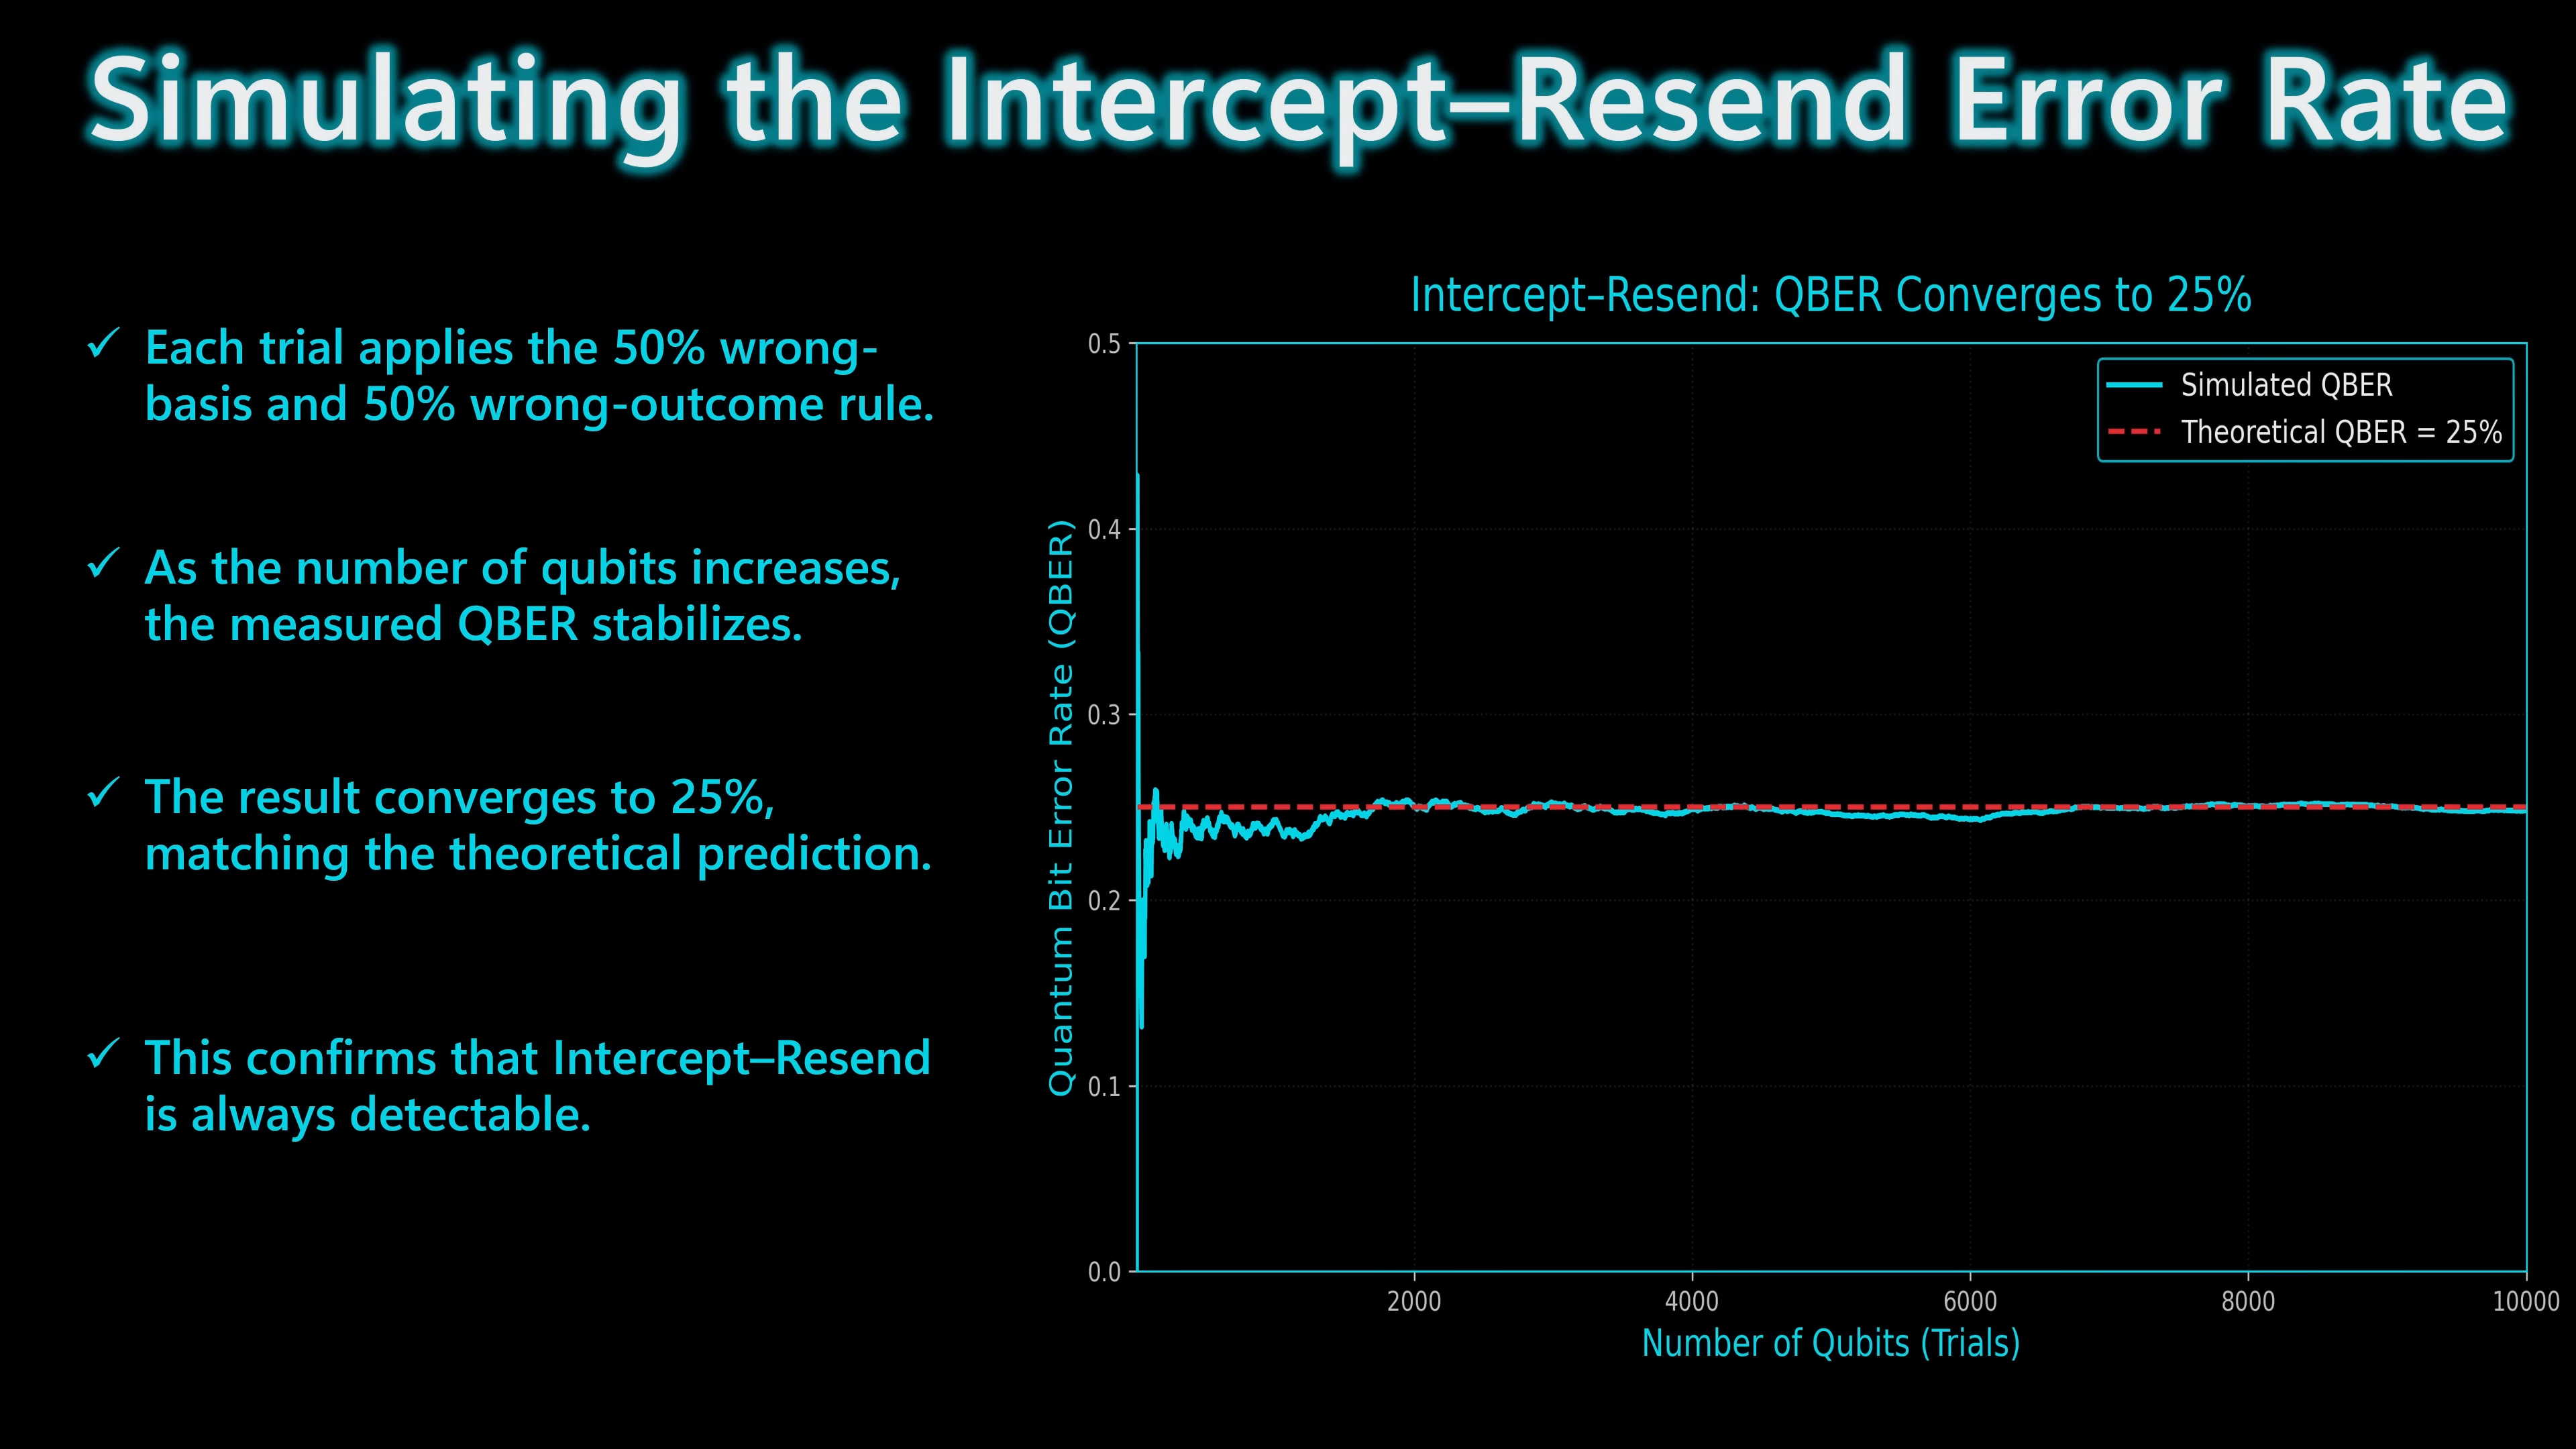 Simulating the Intercept–Resend Error Rate
✓ Each trial applies the 50% wrong-
basis and 50% wrong-outcome rule.
✓ As the number of qubits increases,
the measured QBER stabilizes.
✓ The result converges to 25%,
matching the theoretical prediction.
✓ This confirms that Intercept–Resend
is always detectable.
Intercept–Resend: QBER Converges to 25%
Simulated QBER
Theoretical QBER = 25%
Quantum Bit Error Rate (QBER)
0.5
0.4
0.3
0.2
0.1
0.0
2000 4000 6000 8000 10000
Number of Qubits (Trials)